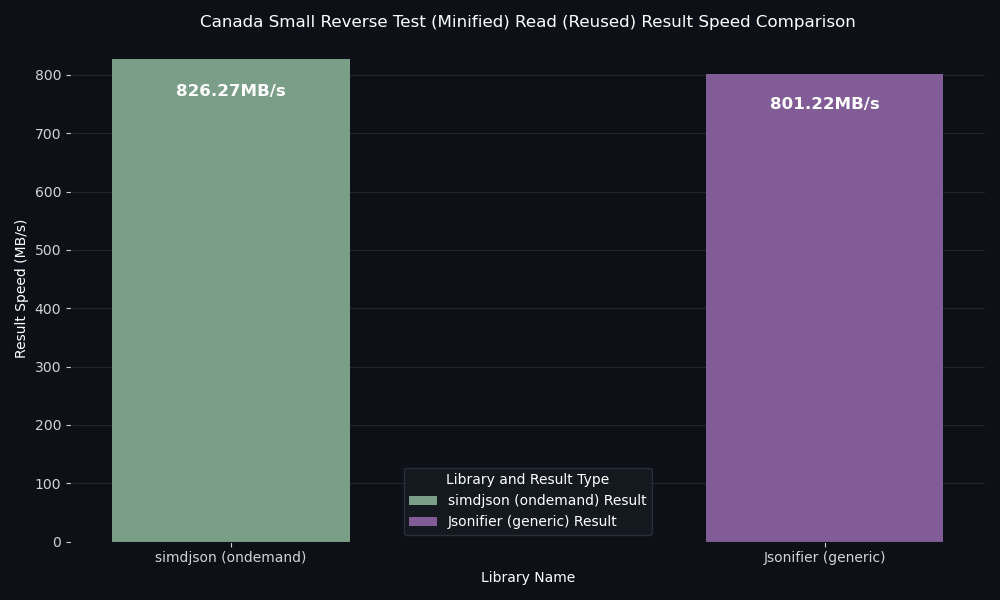 Canada Small Reverse Test (Minified) Read (Reused) Result Speed Comparison
800
700
600
500
400
300
200
100
0
Result Speed (MB/s)
826.27MB/s
801.22MB/s
Library and Result Type
simdjson (ondemand) Result
Jsonifier (generic) Result
simdjson (ondemand)
Jsonifier (generic)
Library Name